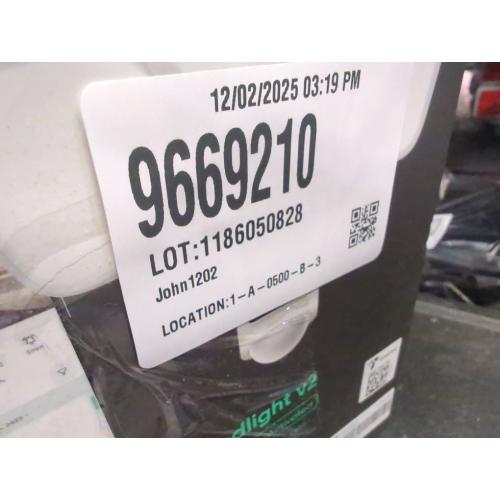 12/02/2025 03:19 PM
9669210
LOT:1186050828
John1202
LOCATION:1-A-0500-B-3
dlight v2